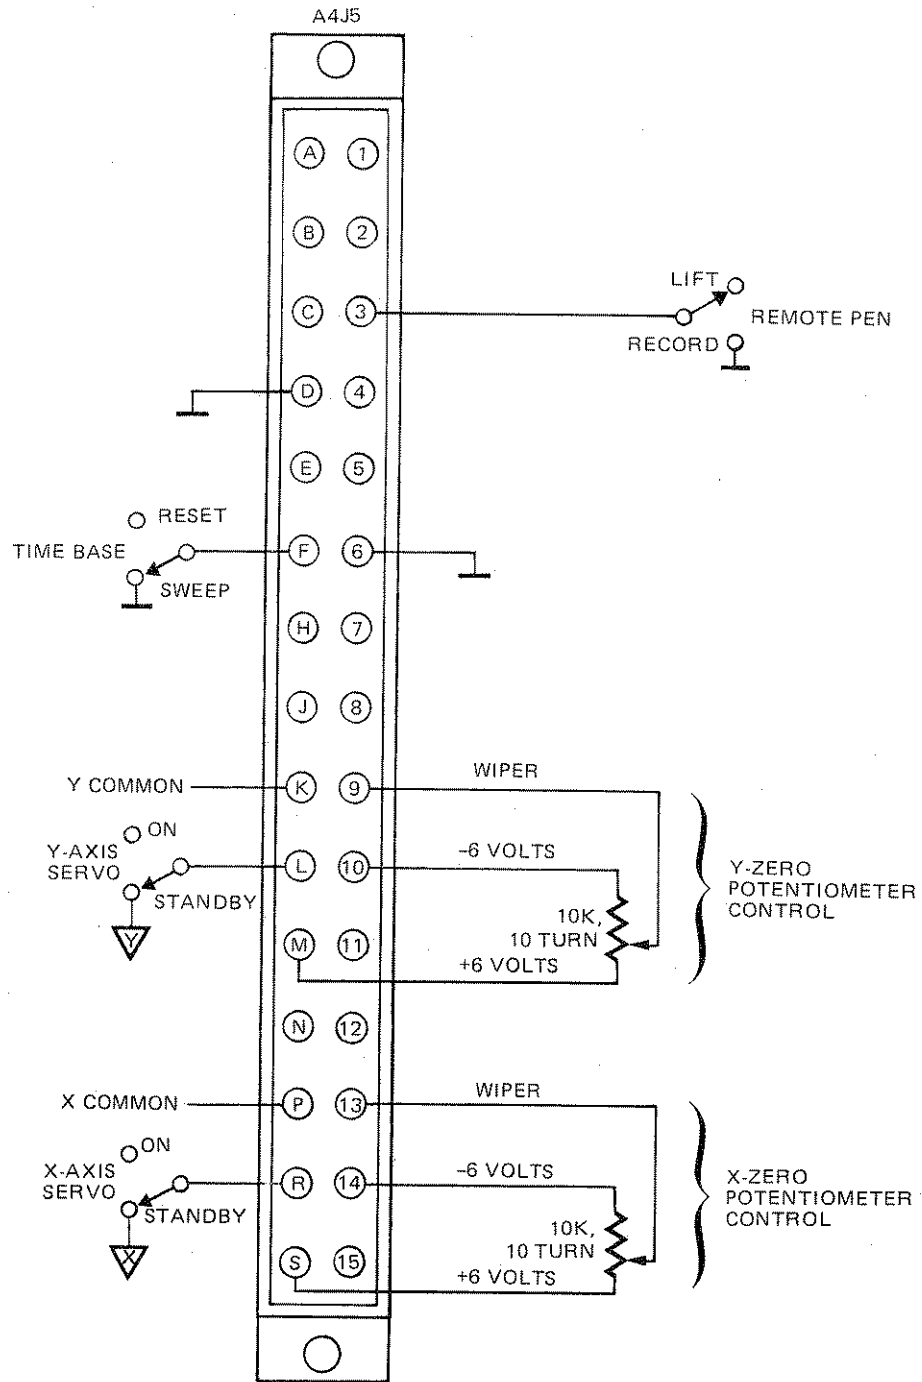 A4J5
A 1
B 2
LIFT
C 3
REMOTE PEN
RECORD
D 4
E 5
RESET
TIME BASE
F 6
SWEEP
H 7
J 8
WIPER
Y COMMON
K 9
ON
–6 VOLTS
Y-AXIS
SERVO
L 10
Y-ZERO
POTENTIOMETER
CONTROL
STANDBY
10K,
10 TURN
Y
M 11
+6 VOLTS
N 12
WIPER
X COMMON
P 13
ON
–6 VOLTS
X-AXIS
SERVO
R 14
X-ZERO
POTENTIOMETER
CONTROL
STANDBY
10K,
10 TURN
X
S 15
+6 VOLTS